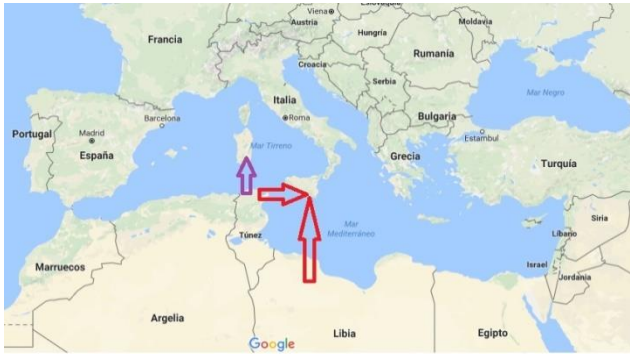 Viena
Eslovaquia
Austria
Moldavia
Hungría
Francia
Rumania
Croacia
Serbia
Mar Negro
Italia
Barcelona
Roma
Bulgaria
Portugal
Madrid
Mar Tirreno
Estambul
España
Grecia
Turquía
Siria
Mar
Mediterráneo
Túnez
Líbano
Marruecos
Israel
Jordania
Argelia
Libia
Egipto
Google